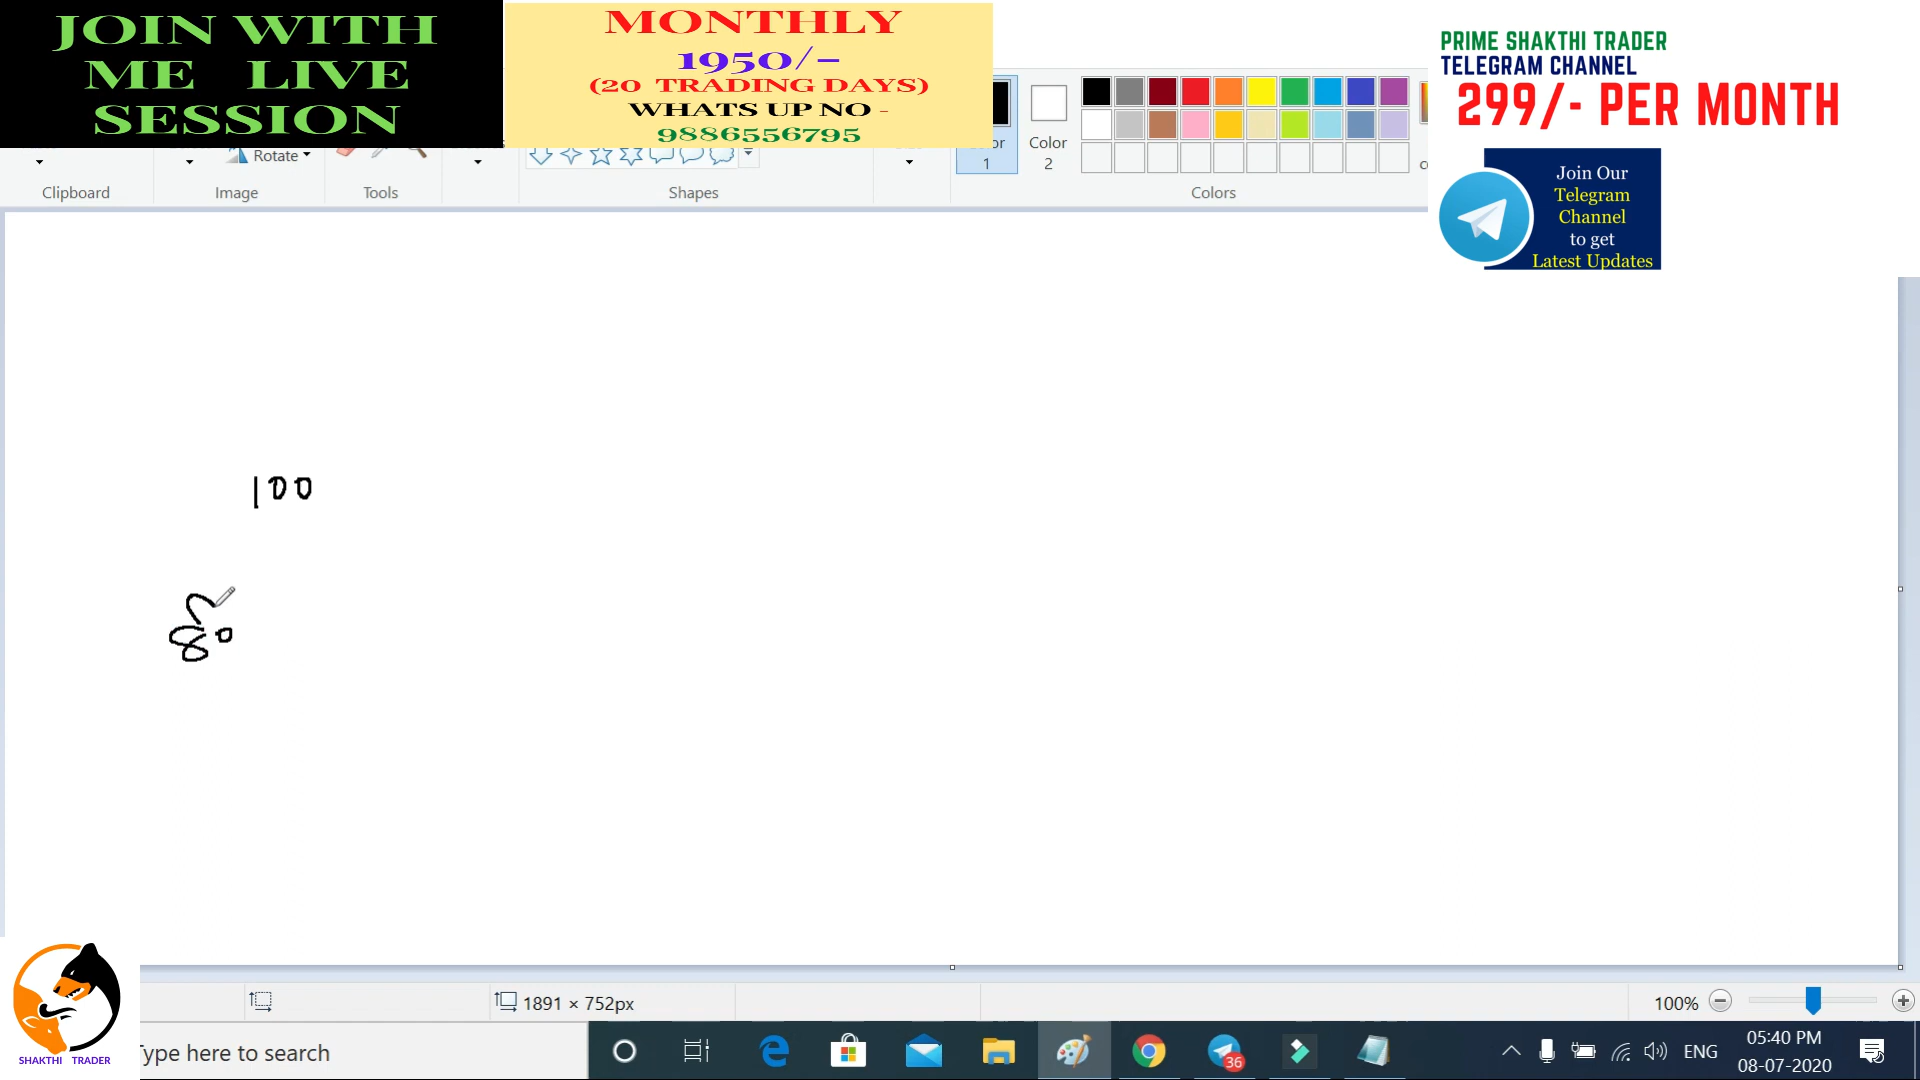 JOIN WITH
ME LIVE
SESSION
MONTHLY
1950/-
(20 TRADING DAYS)
WHATS UP NO -
9886556795
PRIME SHAKTHI TRADER
TELEGRAM CHANNEL
299/- PER MONTH
Join Our
Telegram
Channel
to get
Latest Updates
Rotate
Color
1
2
Clipboard
Image
Tools
Shapes
Colors
100
80
1891 × 752px
100%
SHAKTHI TRADER
Type here to search
36
ENG
05:40 PM
08-07-2020